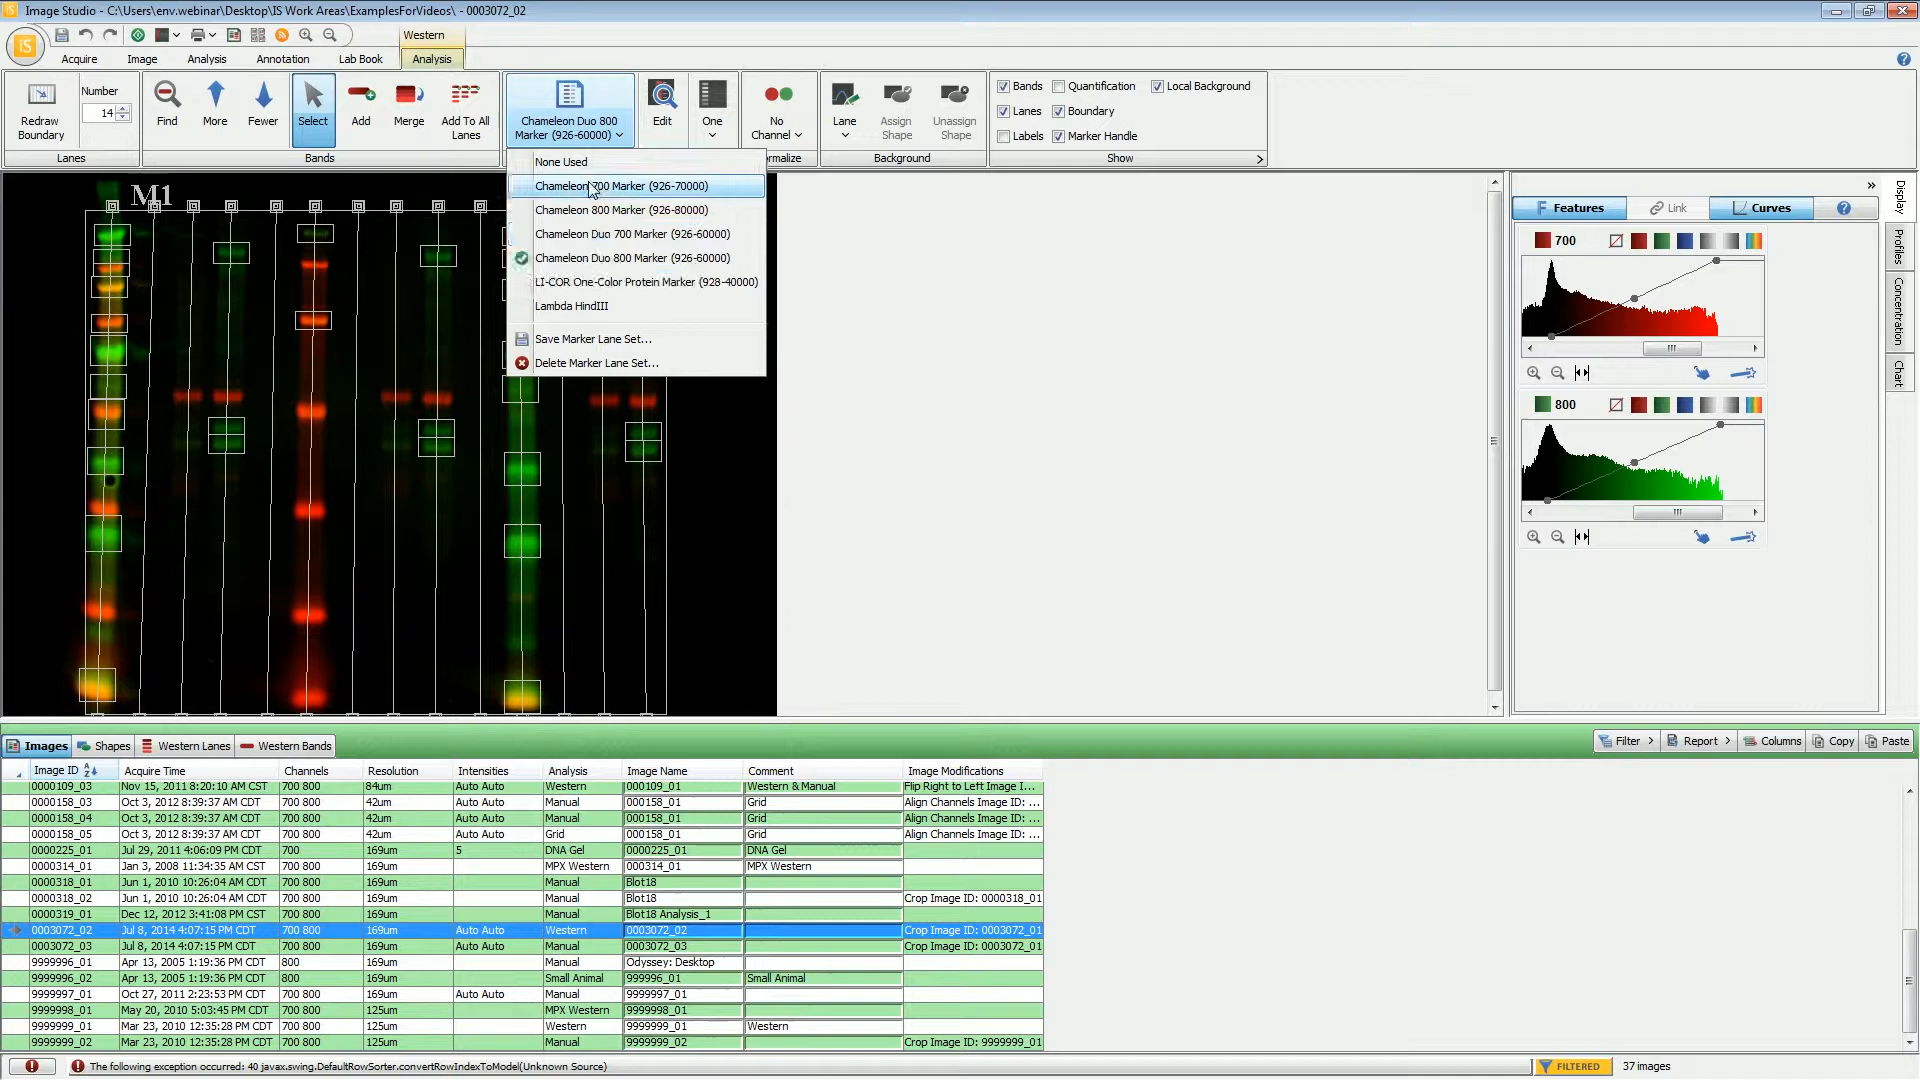 Image Studio - C:\Users\env.webinar\Desktop\IS Work Areas\ExamplesForVideos\ - 0003072_02
iS
Western
Acquire Image Analysis Annotation Lab Book Analysis
Redraw Boundary
Number
14
Lanes
Find More Fewer Select Add Merge Add To All Lanes
Bands
Chameleon Duo 800 Marker (926-60000)
Edit
One
No Channel
ormalize
Lane
Assign Shape
Unassign Shape
Background
Bands Quantification Local Background
Lanes Boundary
Labels Marker Handle
Show
None Used
Chameleon 700 Marker (926-70000)
Chameleon 800 Marker (926-80000)
Chameleon Duo 700 Marker (926-60000)
Chameleon Duo 800 Marker (926-60000)
LI-COR One-Color Protein Marker (928-40000)
Lambda HindIII
Save Marker Lane Set...
Delete Marker Lane Set...
M1
Features Link Curves
700
800
Display
Profiles
Concentration
Chart
Images Shapes Western Lanes Western Bands
Filter Report Columns Copy Paste
Image ID Acquire Time Channels Resolution Intensities Analysis Image Name Comment Image Modifications
0000109_03 Nov 15, 2011 8:20:10 AM CST 700 800 84um Auto Auto Western 000109_01 Western & Manual Flip Right to Left Image I...
0000158_03 Oct 3, 2012 8:39:37 AM CDT 700 800 42um Auto Auto Manual 000158_01 Grid Align Channels Image ID: ...
0000158_04 Oct 3, 2012 8:39:37 AM CDT 700 800 42um Auto Auto Manual 000158_01 Grid Align Channels Image ID: ...
0000158_05 Oct 3, 2012 8:39:37 AM CDT 700 800 42um Auto Auto Grid 000158_01 Grid Align Channels Image ID: ...
0000225_01 Jul 29, 2011 4:06:09 PM CDT 700 169um 5 DNA Gel 0000225_01 DNA Gel
0000314_01 Jan 3, 2008 11:34:35 AM CST 700 800 169um MPX Western 000314_01 MPX Western
0000318_01 Jun 1, 2010 10:26:04 AM CDT 700 800 169um Manual Blot18
0000318_02 Jun 1, 2010 10:26:04 AM CDT 700 800 169um Manual Blot18 Crop Image ID: 0000318_01
0000319_01 Dec 12, 2012 3:41:08 PM CST 700 800 169um Manual Blot18 Analysis_1
0003072_02 Jul 8, 2014 4:07:15 PM CDT 700 800 169um Auto Auto Western 0003072_02 Crop Image ID: 0003072_01
0003072_03 Jul 8, 2014 4:07:15 PM CDT 700 800 169um Auto Auto Manual 0003072_03 Crop Image ID: 0003072_01
9999996_01 Apr 13, 2005 1:19:36 PM CDT 800 169um Manual Odyssey: Desktop
9999996_02 Apr 13, 2005 1:19:36 PM CDT 800 169um Small Animal 999996_01 Small Animal
9999997_01 Oct 27, 2011 2:23:53 PM CDT 700 800 169um Auto Auto Manual 9999997_01
9999998_01 May 20, 2010 5:03:45 PM CDT 700 800 125um MPX Western 9999998_01
9999999_01 Mar 23, 2010 12:35:28 PM CDT 700 800 125um Western 9999999_01 Western
9999999_02 Mar 23, 2010 12:35:28 PM CDT 700 800 125um Manual 9999999_02 Crop Image ID: 9999999_01
The following exception occurred: 40 javax.swing.DefaultRowSorter.convertRowIndexToModel(Unknown Source)
FILTERED
37 images